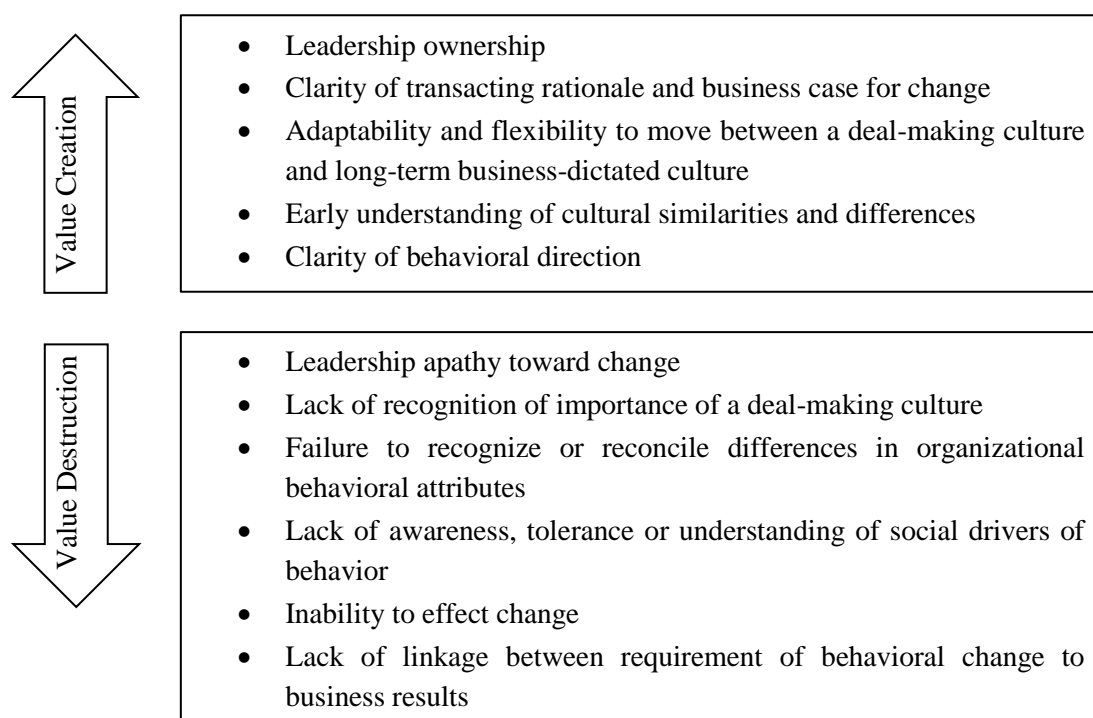 Value Creation
• Leadership ownership
• Clarity of transacting rationale and business case for change
• Adaptability and flexibility to move between a deal-making culture
and long-term business-dictated culture
• Early understanding of cultural similarities and differences
• Clarity of behavioral direction
Value Destruction
• Leadership apathy toward change
• Lack of recognition of importance of a deal-making culture
• Failure to recognize or reconcile differences in organizational
behavioral attributes
• Lack of awareness, tolerance or understanding of social drivers of
behavior
• Inability to effect change
• Lack of linkage between requirement of behavioral change to
business results